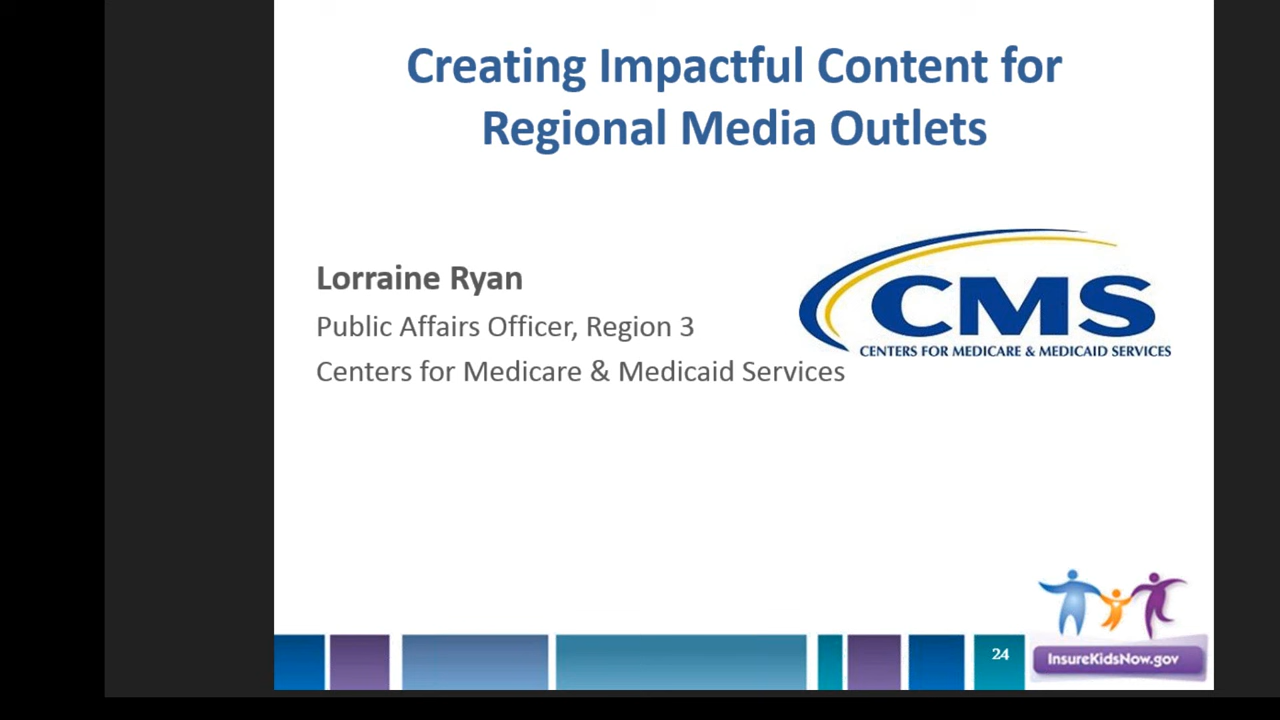 Creating Impactful Content for
Regional Media Outlets
Lorraine Ryan
Public Affairs Officer, Region 3
Centers for Medicare & Medicaid Services
CMS
CENTERS FOR MEDICARE & MEDICAID SERVICES
24
InsureKidsNow.gov